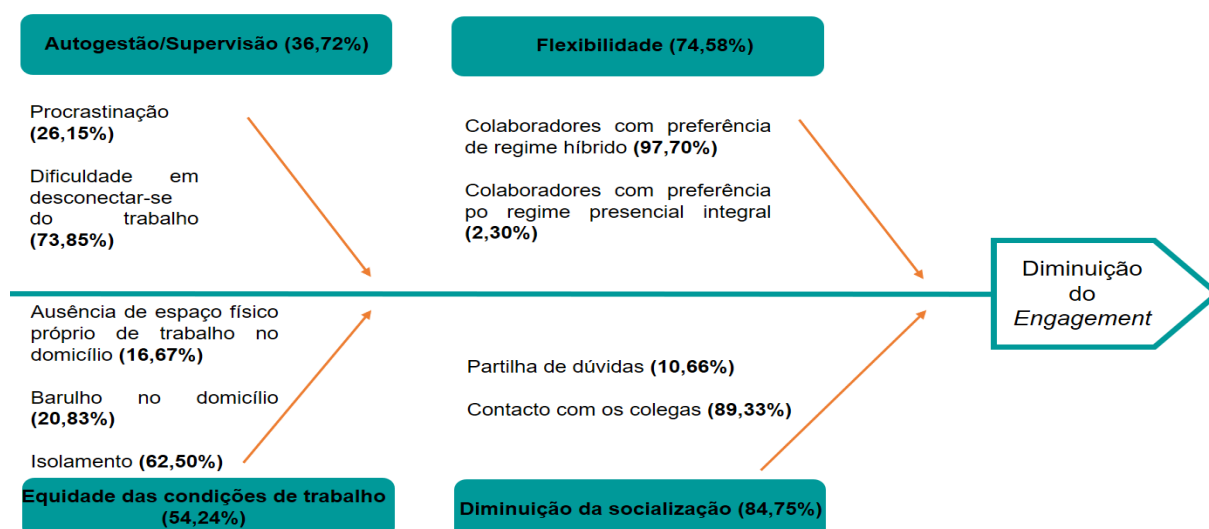 Autogestão/Supervisão (36,72%)
Flexibilidade (74,58%)
Procrastinação
(26,15%)
Dificuldade em
desconectar-se
do trabalho
(73,85%)
Colaboradores com preferência
de regime híbrido (97,70%)
Colaboradores com preferência
po regime presencial integral
(2,30%)
Diminuição
do
Engagement
Ausência de espaço físico
próprio de trabalho no
domicílio (16,67%)
Barulho no domicílio
(20,83%)
Isolamento (62,50%)
Partilha de dúvidas (10,66%)
Contacto com os colegas (89,33%)
Equidade das condições de trabalho
(54,24%)
Diminuição da socialização (84,75%)